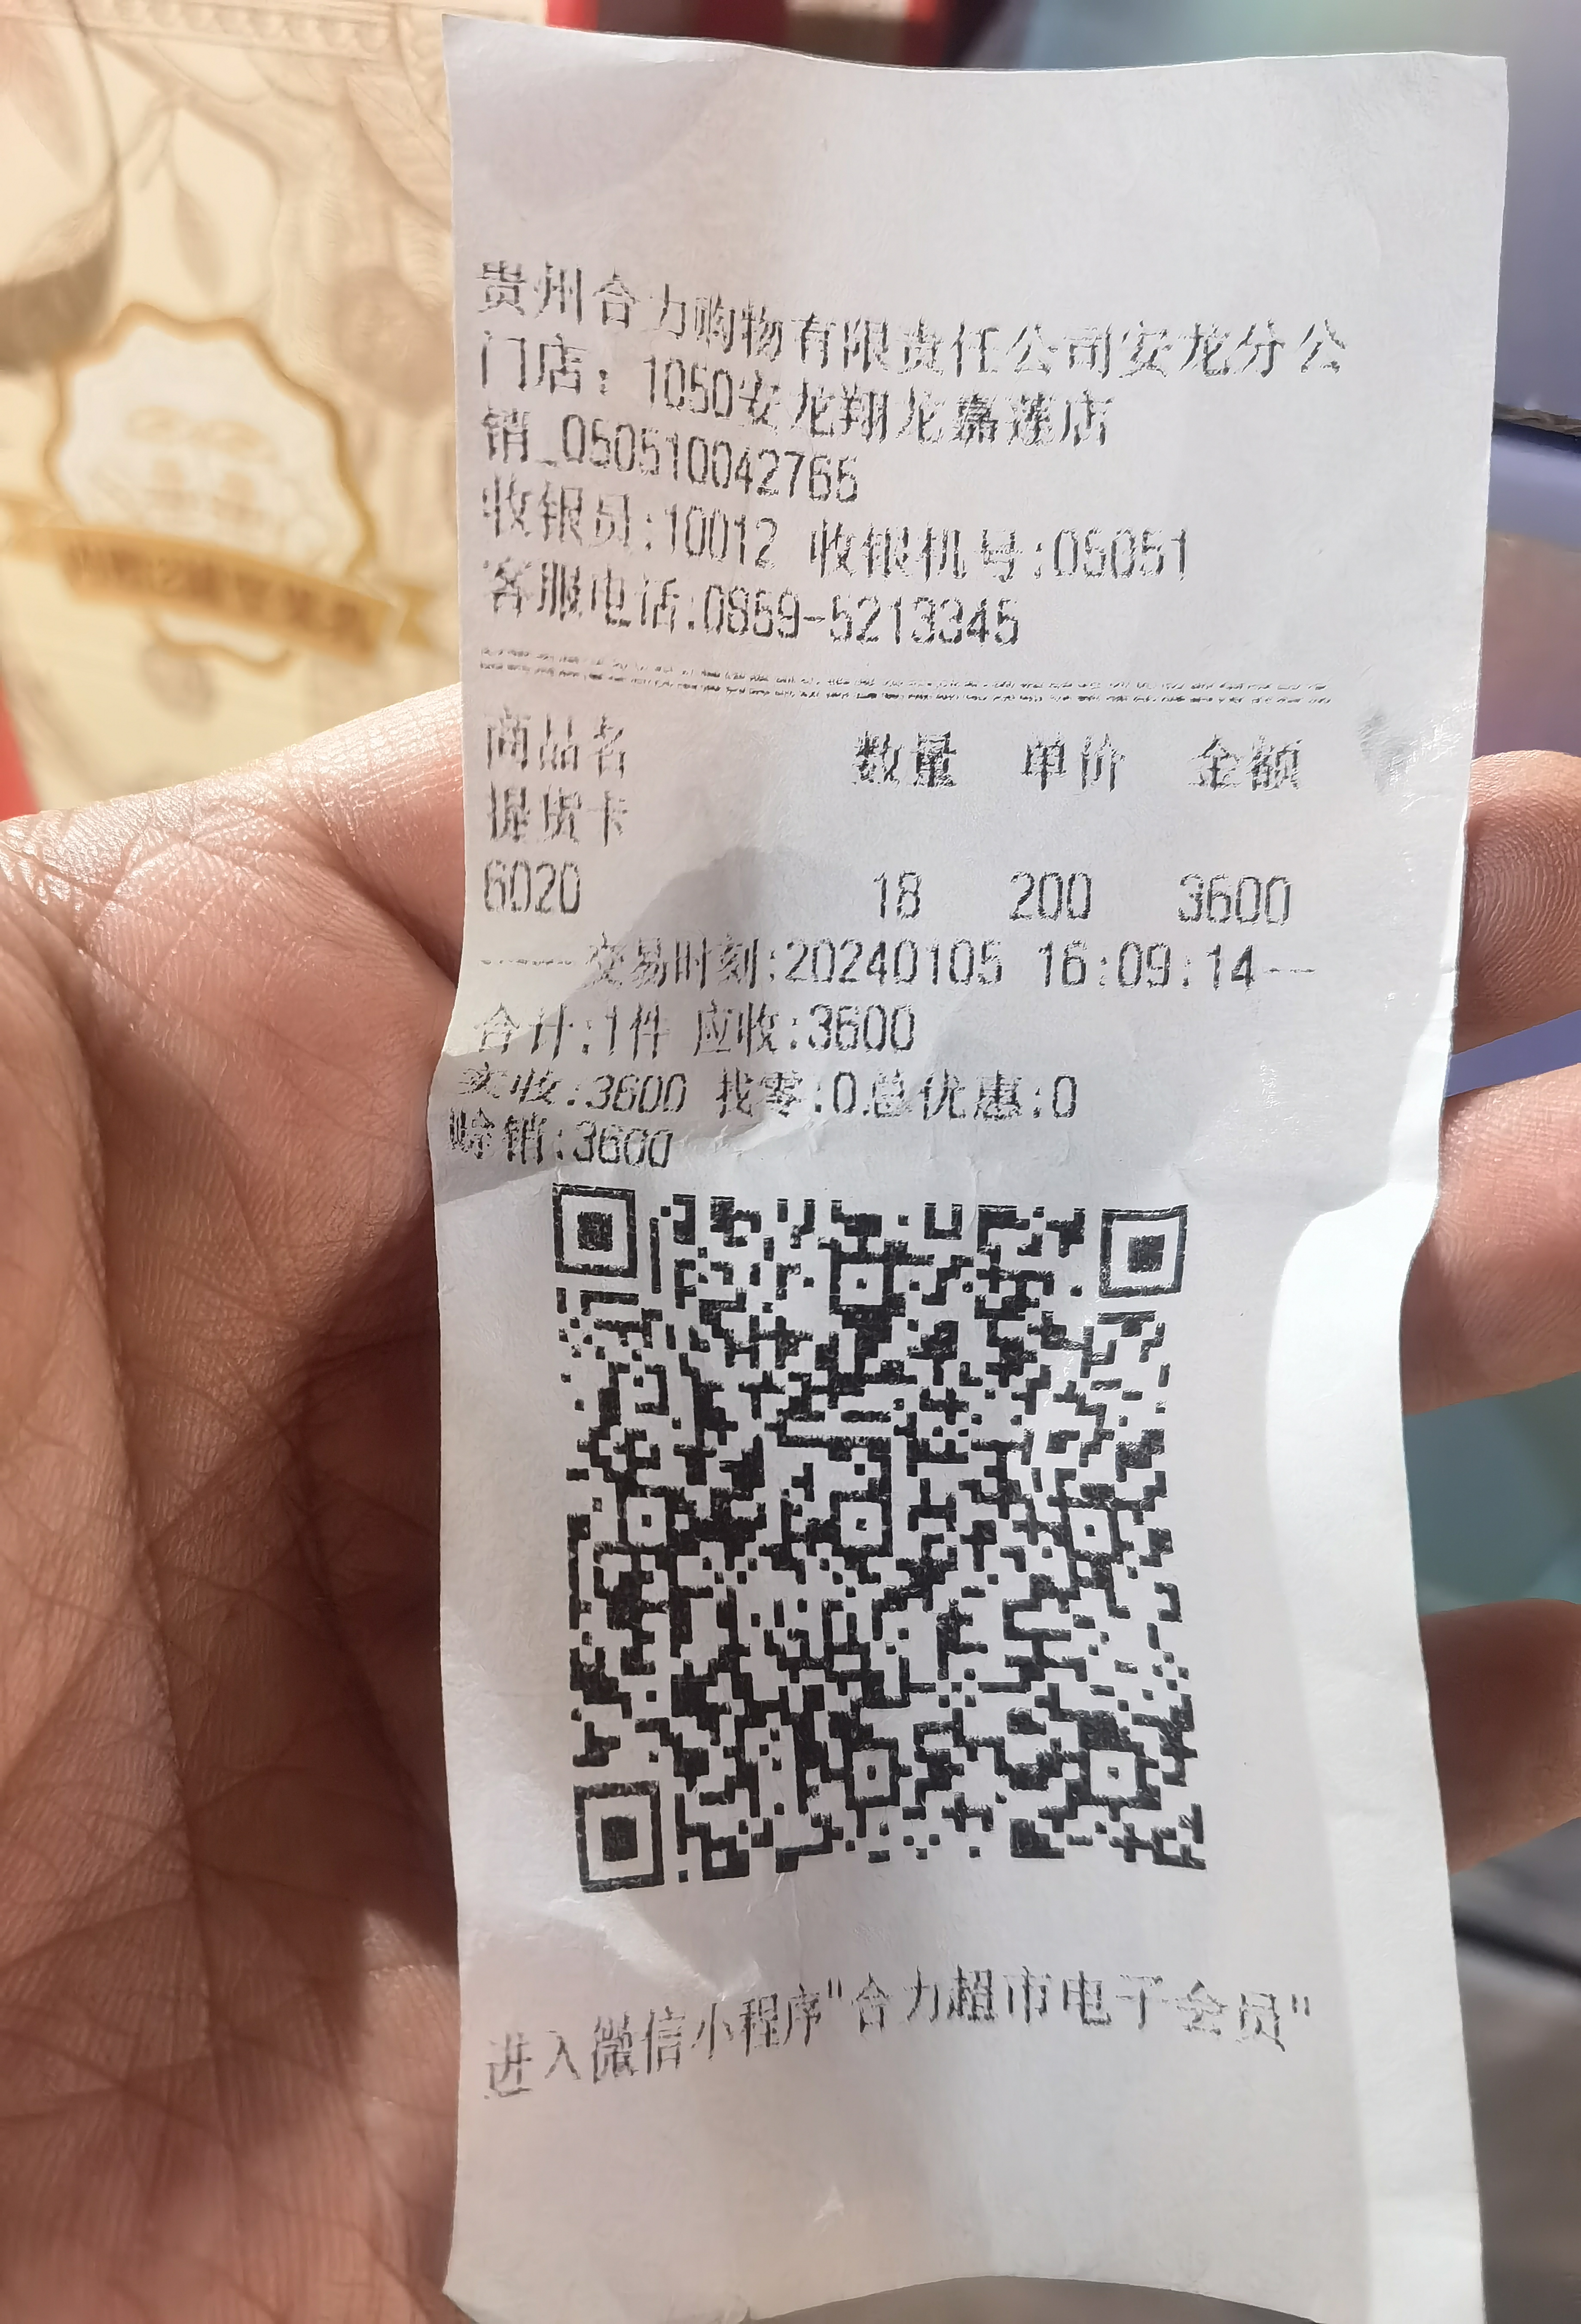 贵州合力购物有限责任公司安龙分公
门店：1050安龙翔龙嘉莲店
销_050510042766
收银员:10012 收银机号:05051
客服电话:0859-5213345
商品名 数量 单价 金额
提货卡
6020 18 200 3600
-----交易时刻:20240105 16:09:14--
合计:1件 应收:3600
实收:3600 找零:0.总优惠:0
赊销:3600
进入微信小程序"合力超市电子会员"